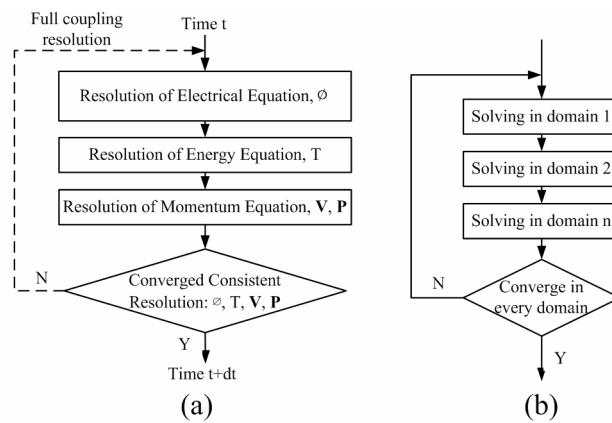 Full coupling
resolution
Time t
Resolution of Electrical Equation, ∅
Resolution of Energy Equation, T
Resolution of Momentum Equation, V, P
N
Converged Consistent
Resolution: ∅, T, V, P
Y
Time t+dt
(a)
Solving in domain 1
Solving in domain 2
Solving in domain n
N
Converge in
every domain
Y
(b)